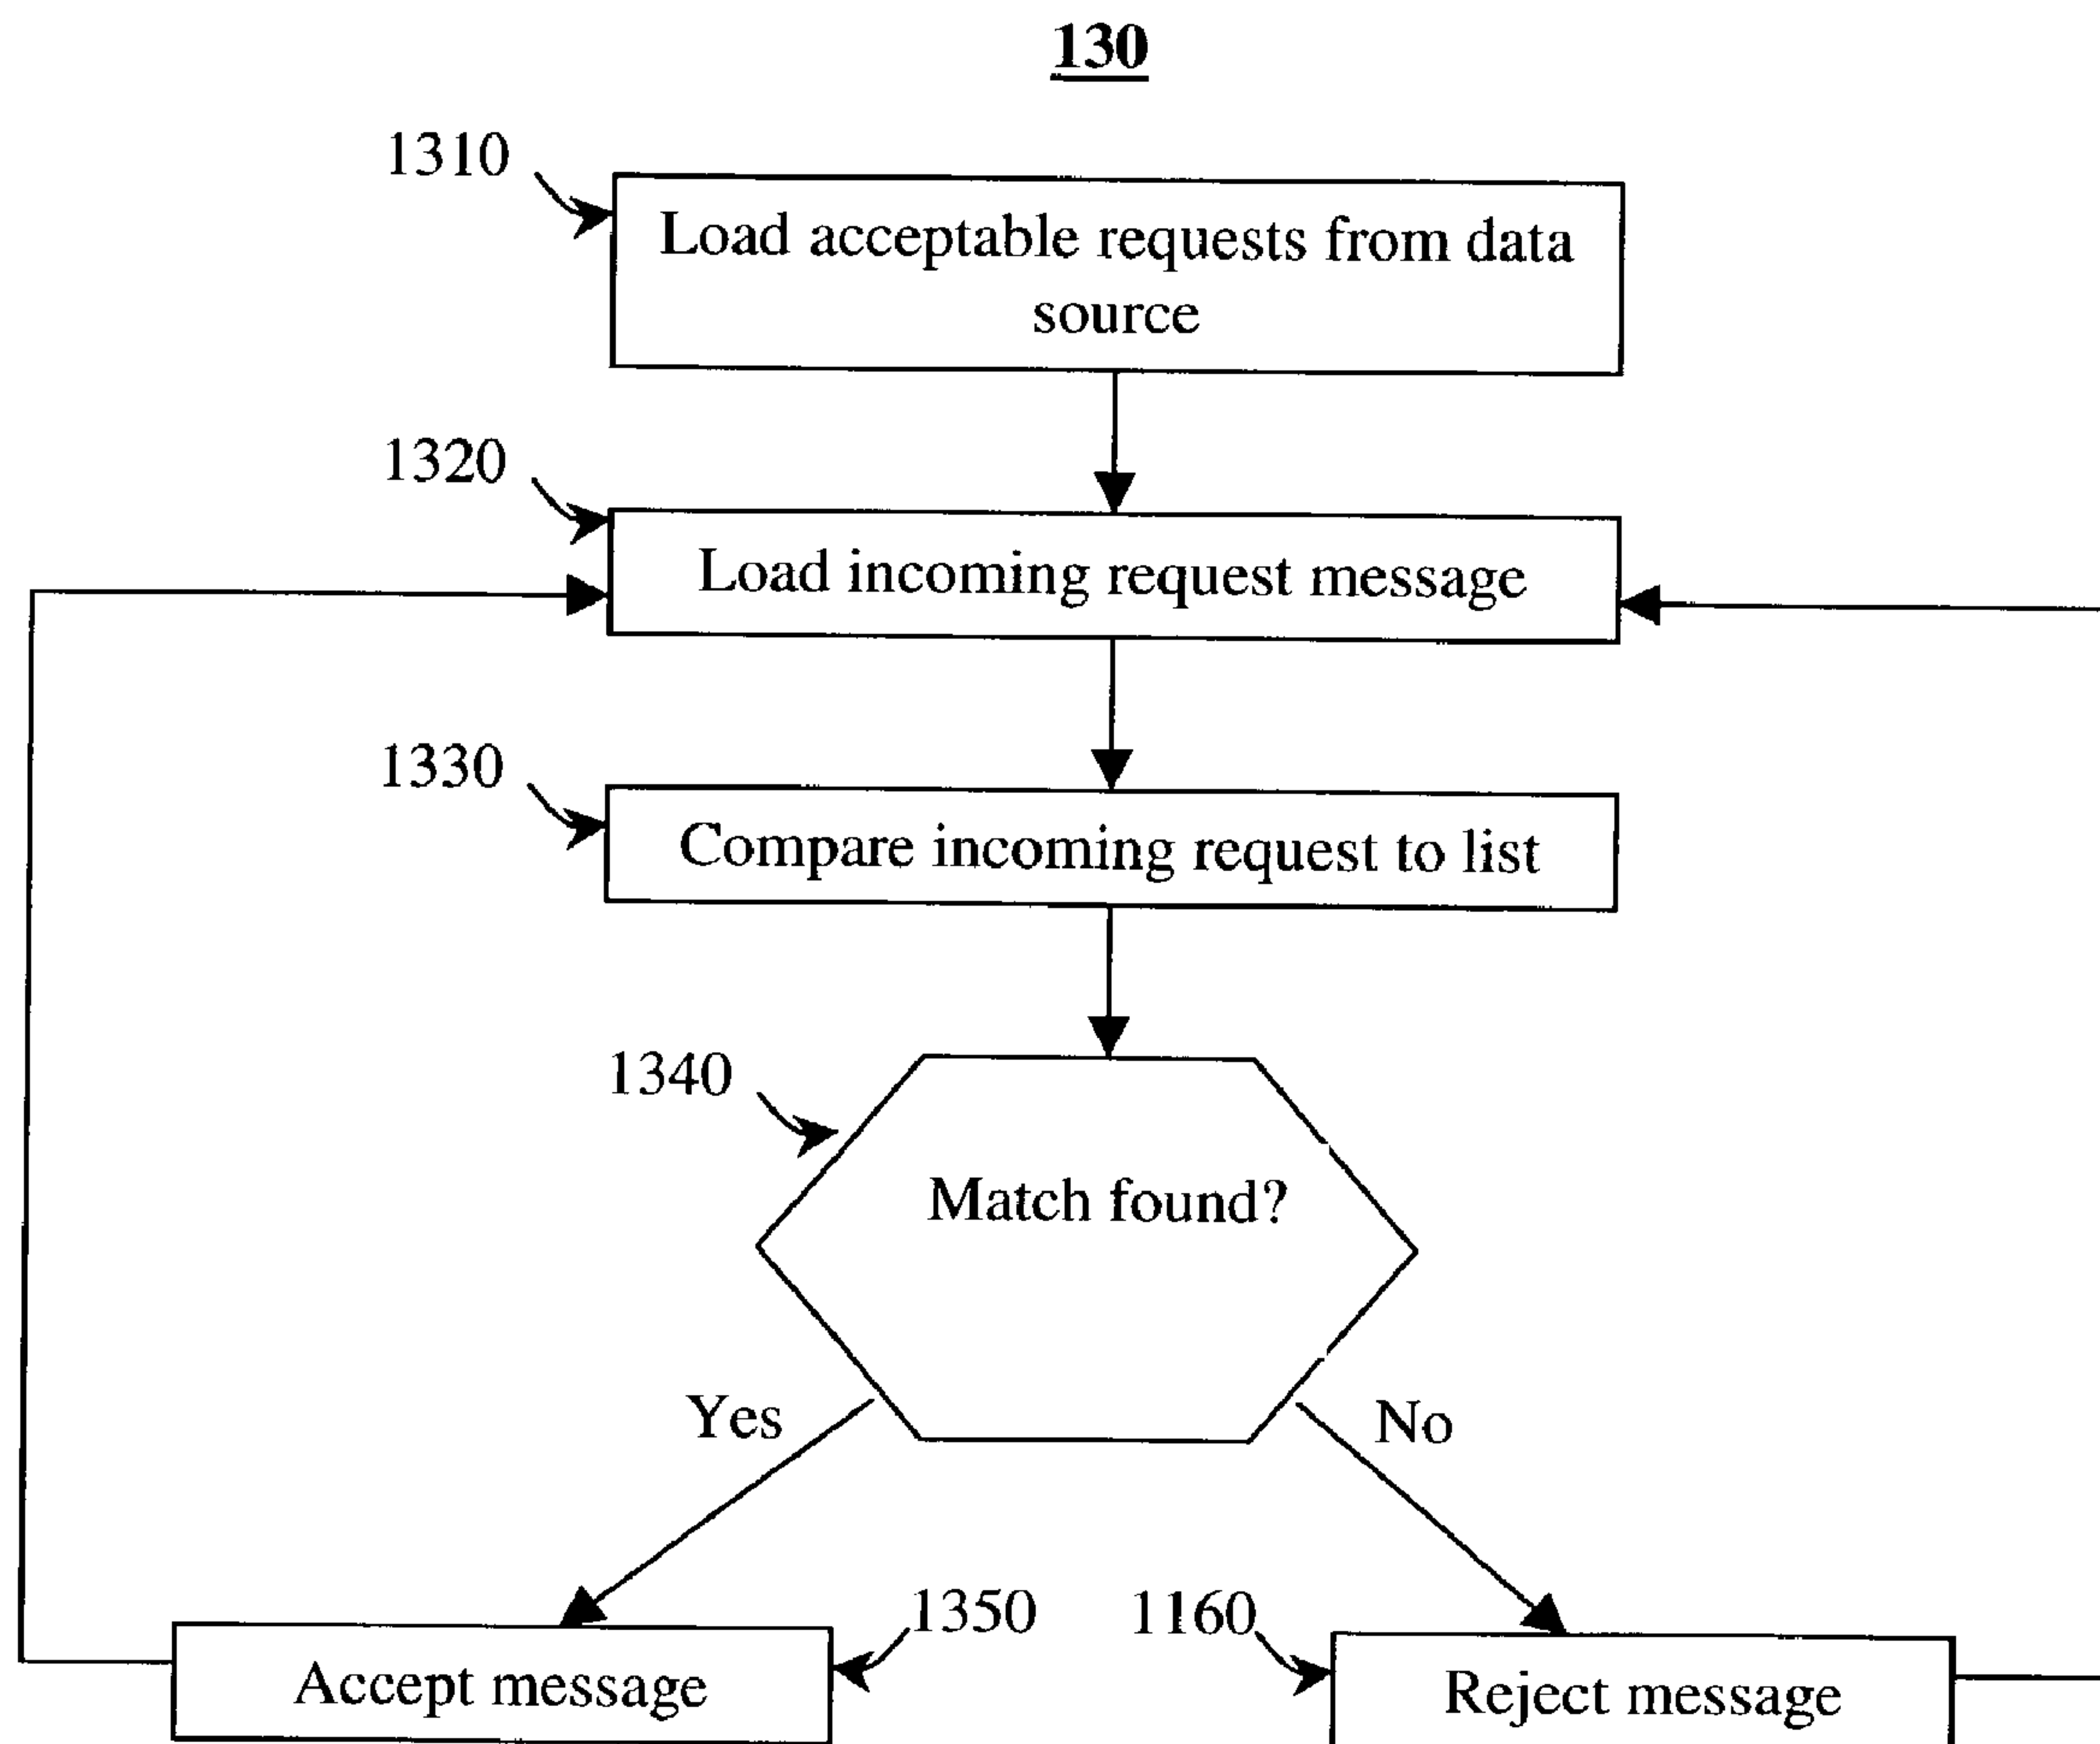 130
1310
Load acceptable requests from data
source
1320
Load incoming request message
1330
Compare incoming request to list
1340
Match found?
Yes
No
1350
1160
Accept message
Reject message